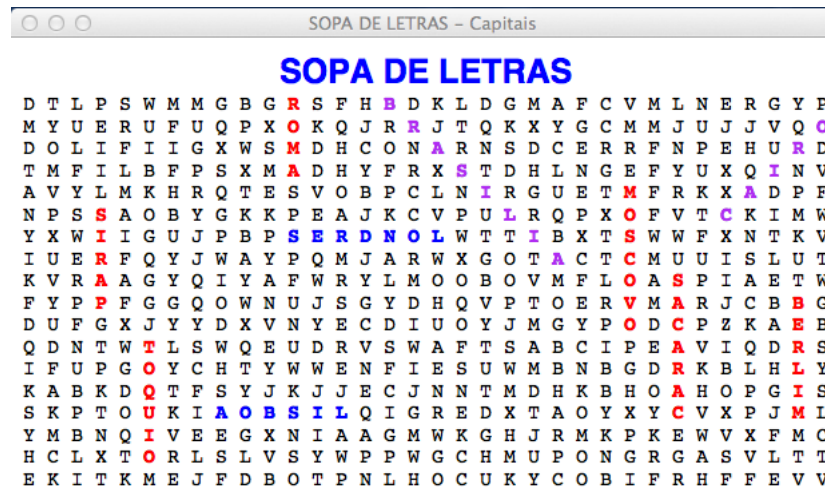 SOPA DE LETRAS – Capitais
SOPA DE LETRAS
D T L P S W M M G B G R S F H B D K L D G M A F C V M L N E R G Y P
M Y U E R U F U Q P X O K Q J R R J T Q K X Y G C M M J U J J V Q O
D O L I F I I G X W S M D H C O N A R N S D C E R R F N P E H U R D
T M F I L B F P S X M A D H Y F R X S T D H L N G E F Y U X Q I N V
A V Y L M K H R Q T E S V O B P C L N I R G U E T M F R K X A D P F
N P S S A O B Y G K K P E A J K C V P U L R Q P X O F V T C K I M W
Y X W I I G U J P B P S E R D N O L W T T I B X T S W W F X N T K V
I U E R F Q Y J W A Y P Q M J A R W X G O T A C T C M U U I S L U T
K V R A A G Y Q I Y A F W R Y L M O O B O V M F L O A S P I A E T W
F Y P P F G G Q O W N U J S G Y D H Q V P T O E R V M A R J C B B G
D U F G X J Y Y D X V N Y E C D I U O Y J M G Y P O D C P Z K A E B
Q D N T W T L S W Q E U D R V S W A F T S A B C I P E A V I Q D R S
I F U P G O Y C H T Y W W E N F I E S U W M B N B G D R K B L H L Y
K A B K D Q T F S Y J K J J E C J N N T M D H K B H O A H O P G I S
S K P T O U K I A O B S I L Q I G R E D X T A O Y X Y C V X P J M L
Y M B N Q I V E E G X N I A A G M W K G H J R M K P K E W V X F M C
H C L X T O R L S L V S Y W P P W G C H M U P O N G R G A S V L T T
E K I T K M E J F D B O T P N L H O C U K Y C O B I F R H F F E V V